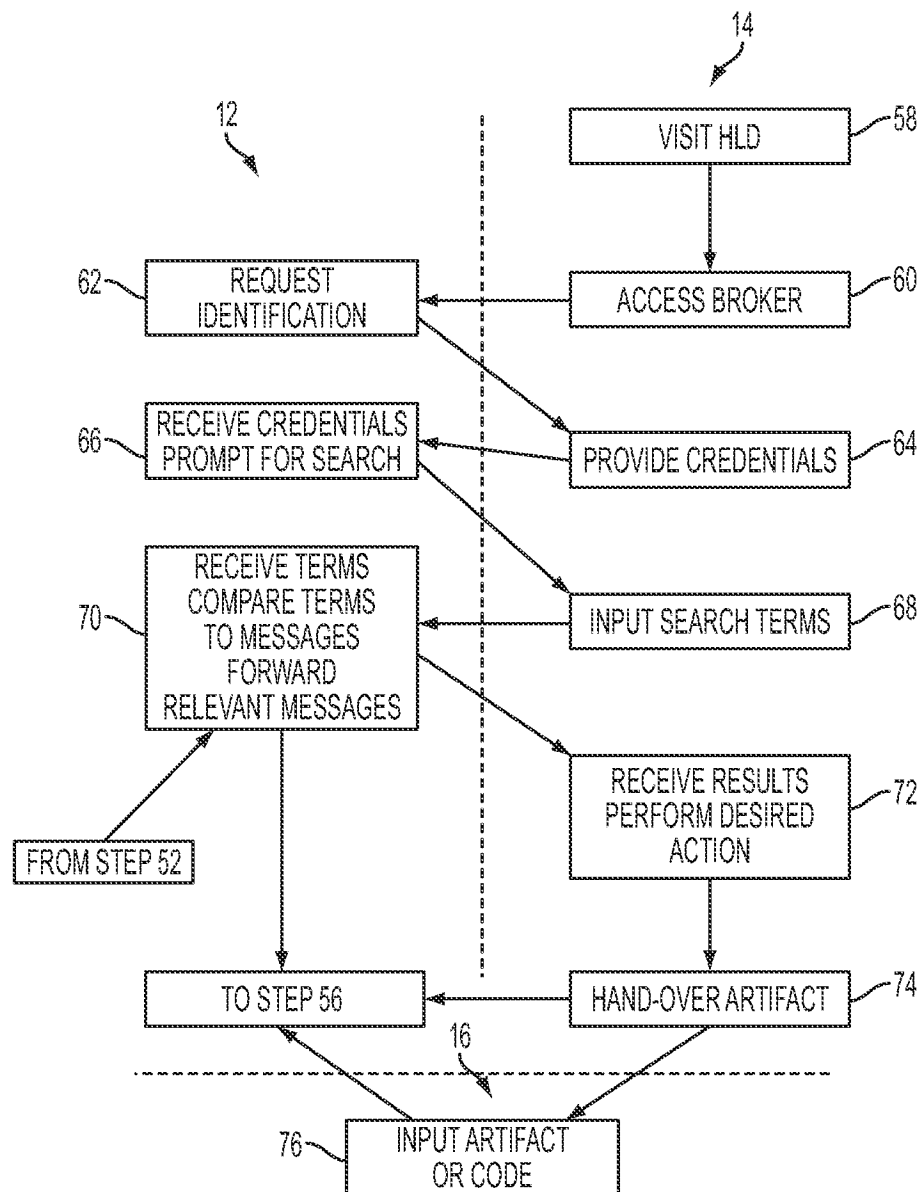 14
12
VISIT HLD
58
62
REQUEST
IDENTIFICATION
ACCESS BROKER
60
66
RECEIVE CREDENTIALS
PROMPT FOR SEARCH
PROVIDE CREDENTIALS
64
70
RECEIVE TERMS
COMPARE TERMS
TO MESSAGES
FORWARD
RELEVANT MESSAGES
INPUT SEARCH TERMS
68
RECEIVE RESULTS
PERFORM DESIRED
ACTION
72
FROM STEP 52
TO STEP 56
HAND-OVER ARTIFACT
74
16
76
INPUT ARTIFACT
OR CODE